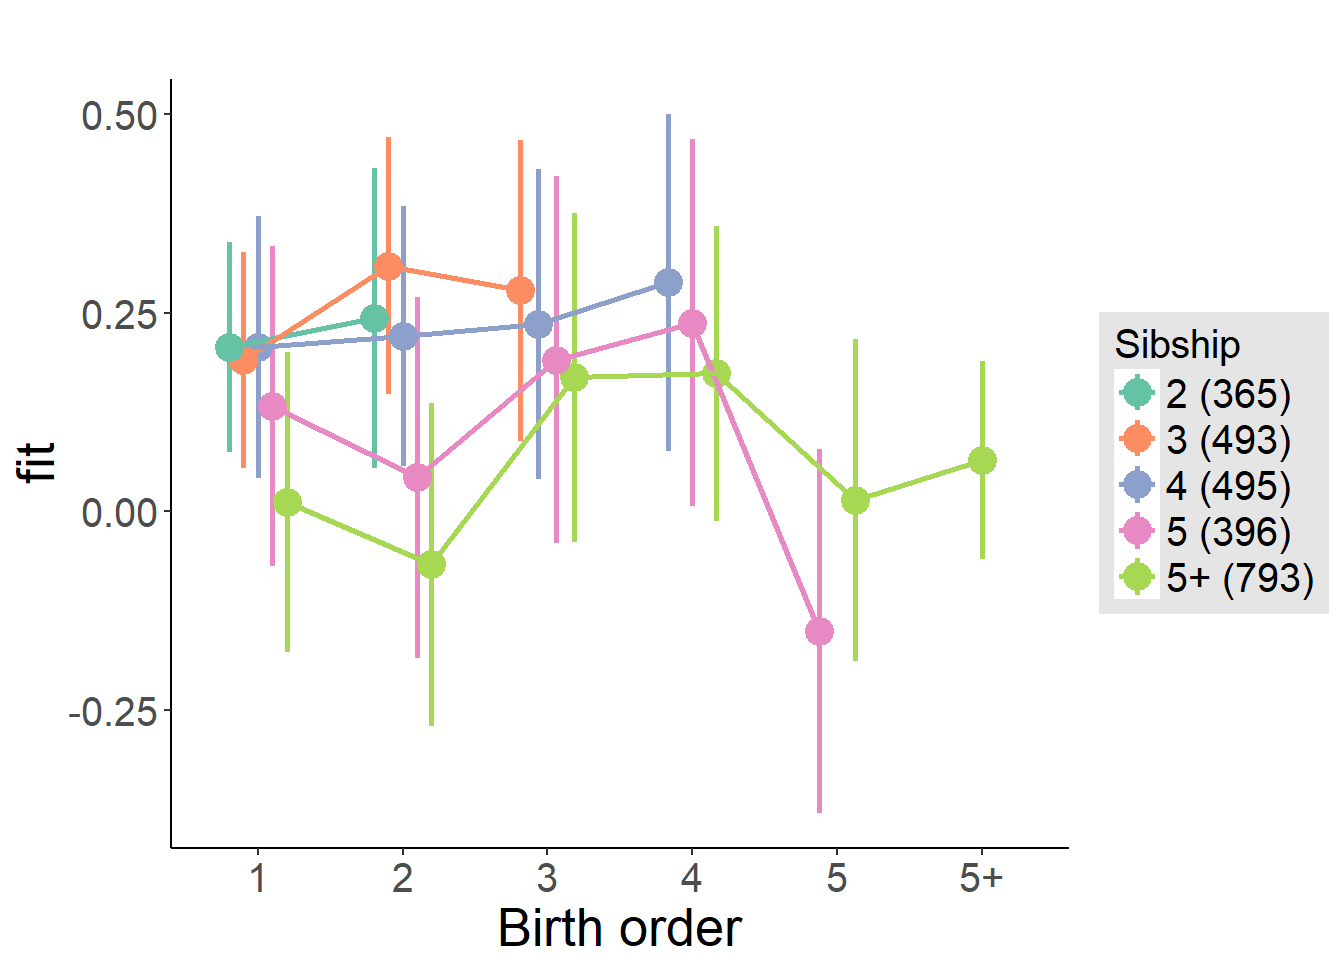 0.50
0.25
0.00
-0.25
fit
1 2 3 4 5 5+
Birth order
Sibship
2 (365)
3 (493)
4 (495)
5 (396)
5+ (793)